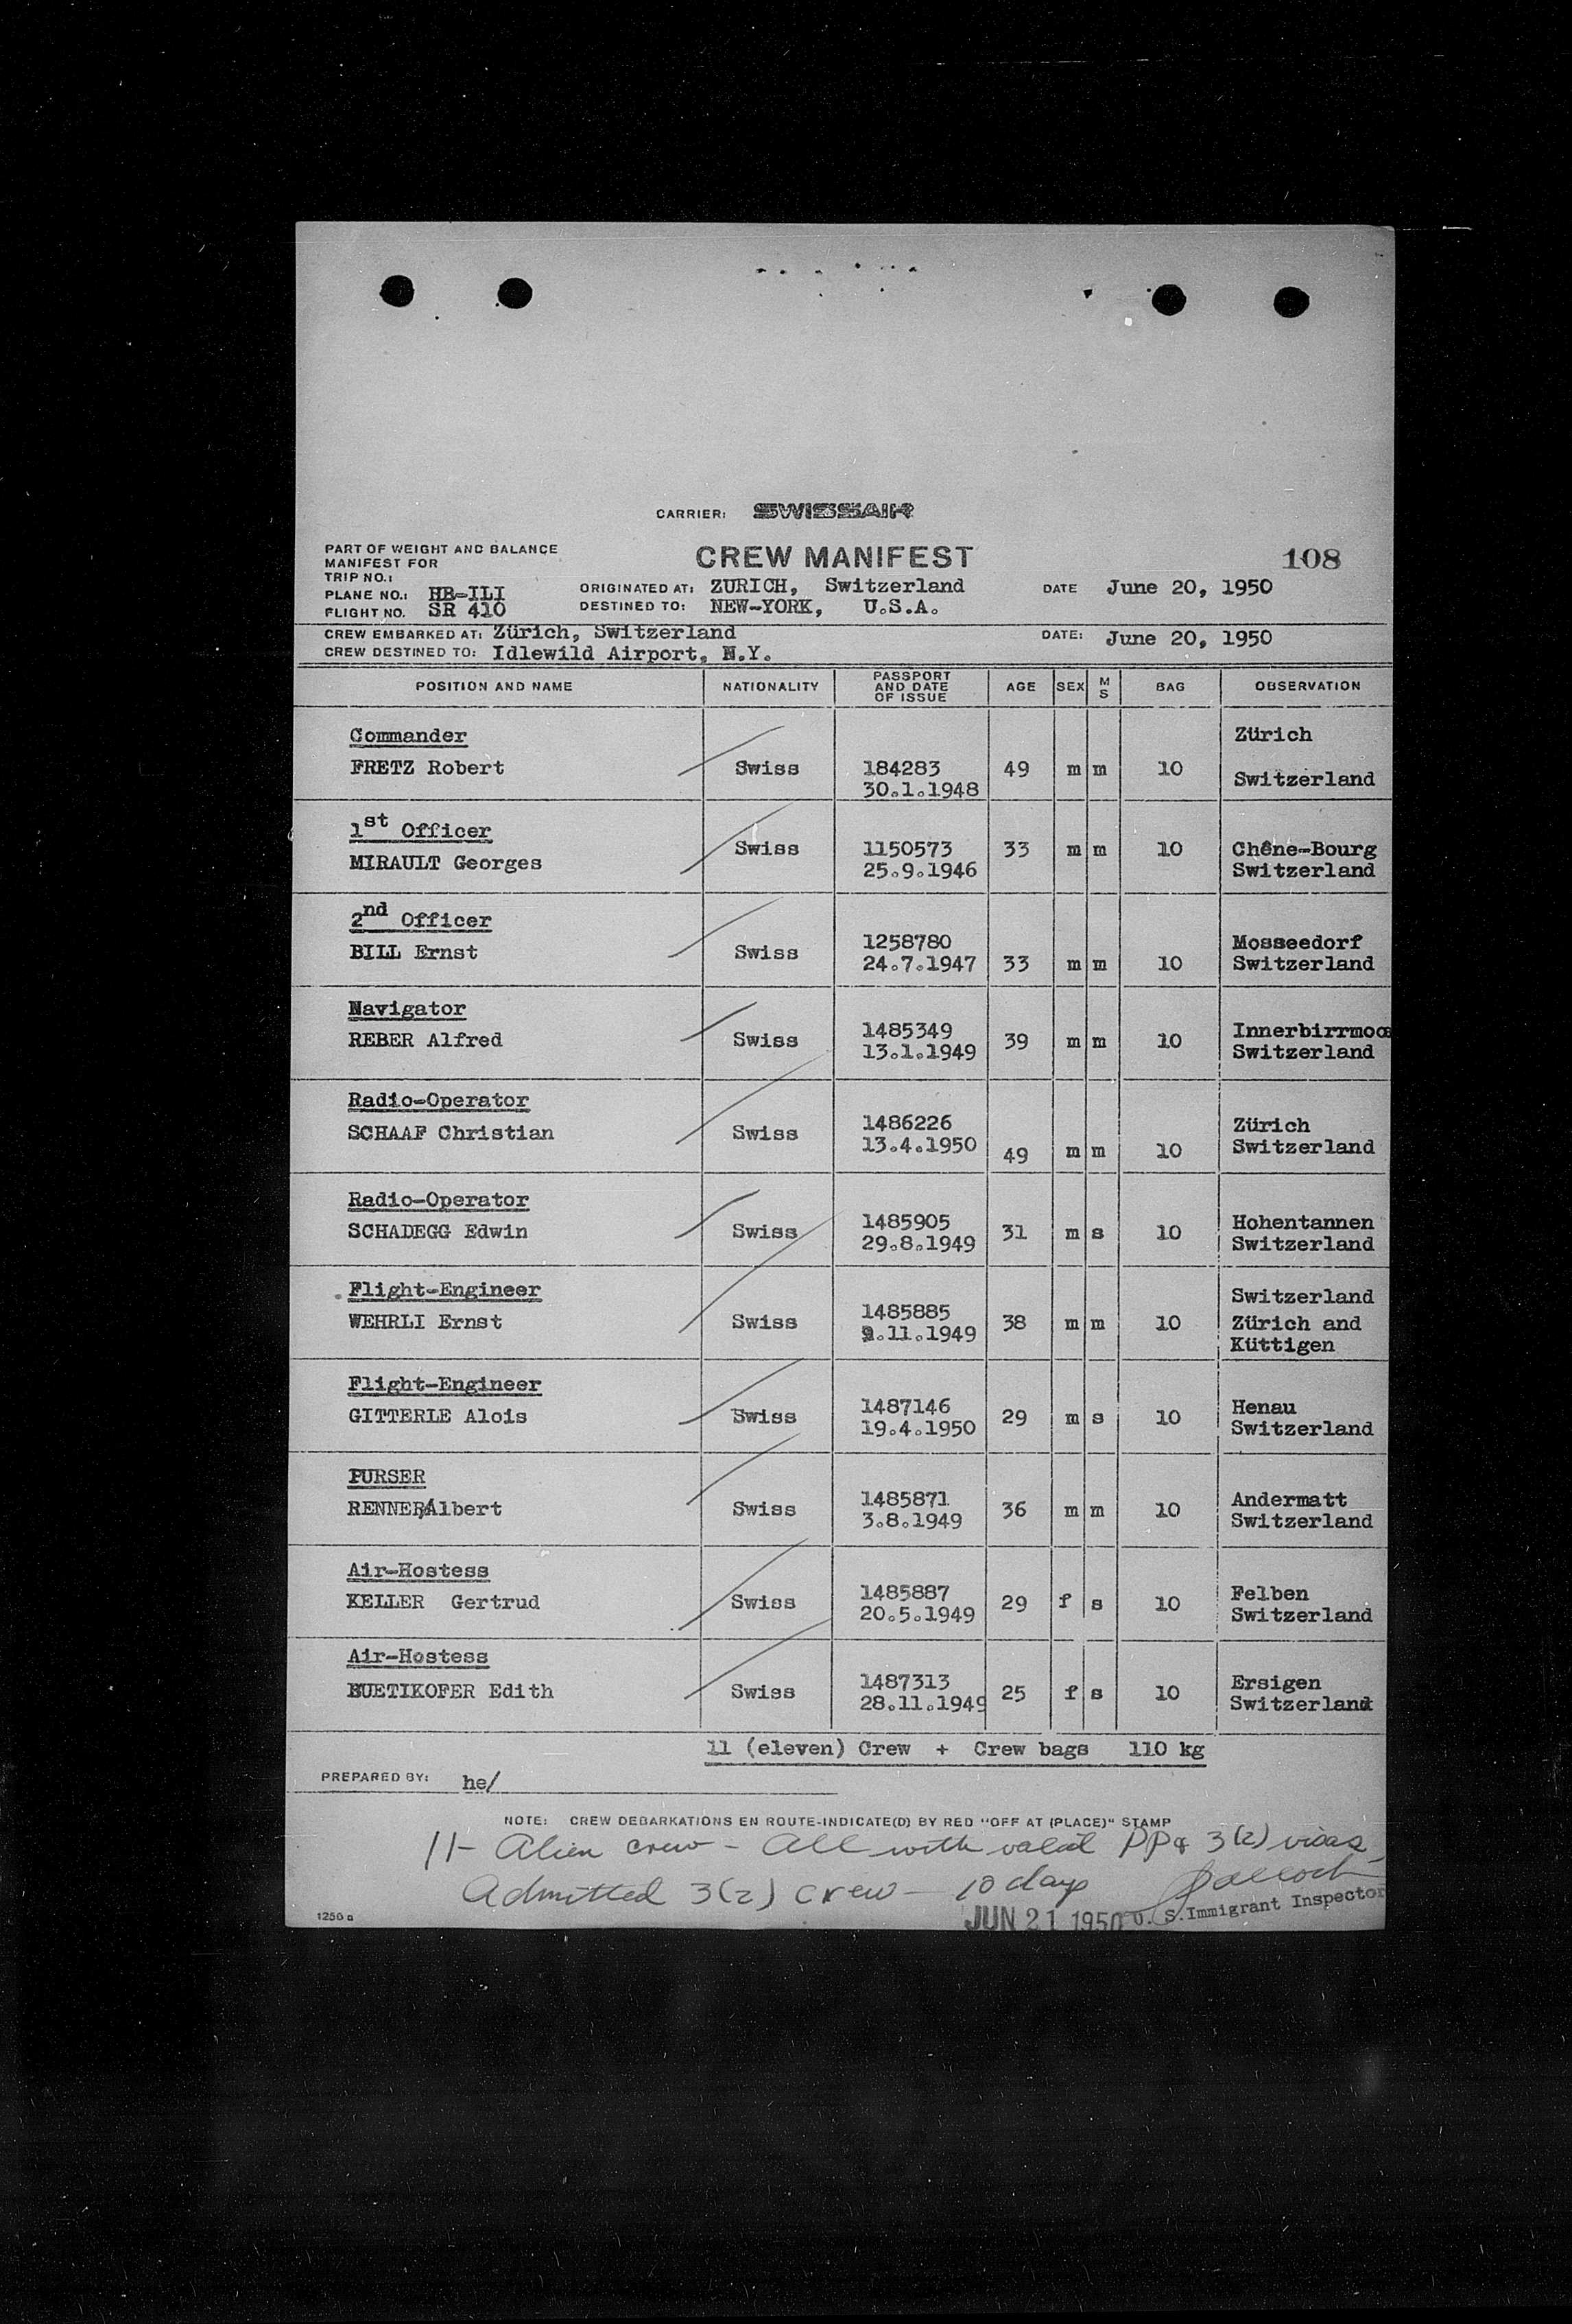 CARRIER: SWISSAIR
PART OF WEIGHT AND BALANCE
MANIFEST FOR
CREW MANIFEST
108
TRIP NO.:
PLANE NO.: HB-ILI
ORIGINATED AT: ZURICH, Switzerland
DATE June 20, 1950
FLIGHT NO. SR 410
DESTINED TO: NEW-YORK, U.S.A.
CREW EMBARKED AT: Zürich, Switzerland
DATE: June 20, 1950
CREW DESTINED TO: Idlewild Airport, N.Y.
POSITION AND NAME NATIONALITY PASSPORT AND DATE OF ISSUE AGE SEX M S BAG OBSERVATION
Commander Zürich
FRETZ Robert Swiss 184283 49 m m 10 Switzerland
30.1.1948
1st Officer
MIRAULT Georges Swiss 1150573 33 m m 10 Chêne-Bourg
25.9.1946 Switzerland
2nd Officer 1258780 Mosseedorf
BILL Ernst Swiss 24.7.1947 33 m m 10 Switzerland
Navigator 1485349 Innerbirrmoos
REBER Alfred Swiss 13.1.1949 39 m m 10 Switzerland
Radio-Operator 1486226 Zürich
SCHAAF Christian Swiss 13.4.1950 49 m m 10 Switzerland
Radio-Operator 1485905 Hohentannen
SCHADEGG Edwin Swiss 29.8.1949 31 m s 10 Switzerland
Flight-Engineer 1485885 Switzerland
WEHRLI Ernst Swiss .11.1949 38 m m 10 Zürich and
Küttigen
Flight-Engineer 1487146 Henau
GITTERLE Alois Swiss 19.4.1950 29 m s 10 Switzerland
PURSER 1485871 Andermatt
RENNER,Albert Swiss 3.8.1949 36 m m 10 Switzerland
Air-Hostess 1485887 Felben
KELLER Gertrud Swiss 20.5.1949 29 f s 10 Switzerland
Air-Hostess 1487313 Ersigen
BUETIKOFER Edith Swiss 28.11.1949 25 f s 10 Switzerland
11 (eleven) Crew + Crew bags 110 kg
PREPARED BY: he/
NOTE: CREW DEBARKATIONS EN ROUTE-INDICATE(D) BY RED "OFF AT (PLACE)" STAMP
11- Alien crew - All with valid PP & 3(2) visas
Admitted 3(2) crew - 10 days
JUN 21 1950 U.S.Immigrant Inspector
1256 a